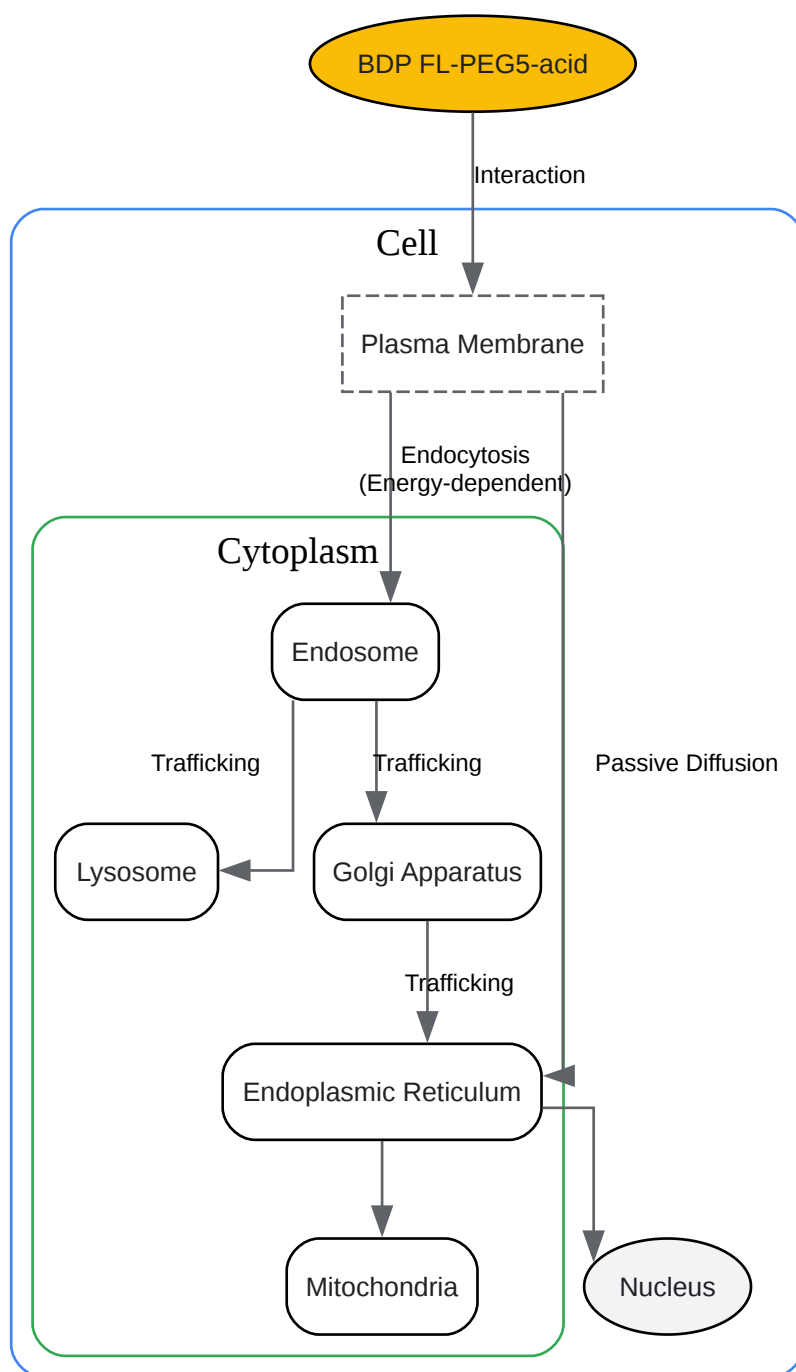 BDP FL-PEG5-acid
Interaction
Cell
Plasma Membrane
Endocytosis
(Energy-dependent)
Cytoplasm
Endosome
Trafficking
Trafficking
Passive Diffusion
Lysosome
Golgi Apparatus
Trafficking
Endoplasmic Reticulum
Mitochondria
Nucleus